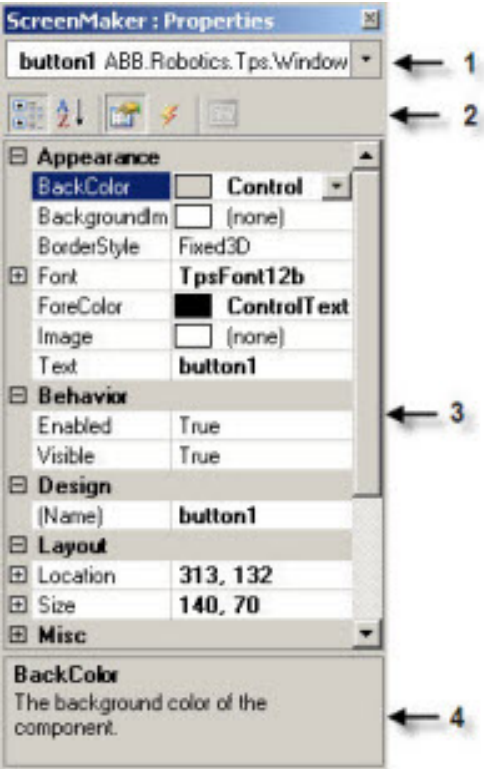 ScreenMaker : Properties
button1 ABB.Robotics.Tps.Window
1
2
Appearance
BackColor Control
BackgroundIm (none)
BorderStyle Fixed3D
Font TpsFont12b
ForeColor ControlText
Image (none)
Text button1
Behavior
Enabled True
3
Visible True
Design
(Name) button1
Layout
Location 313, 132
Size 140, 70
Misc
BackColor
The background color of the
component.
4